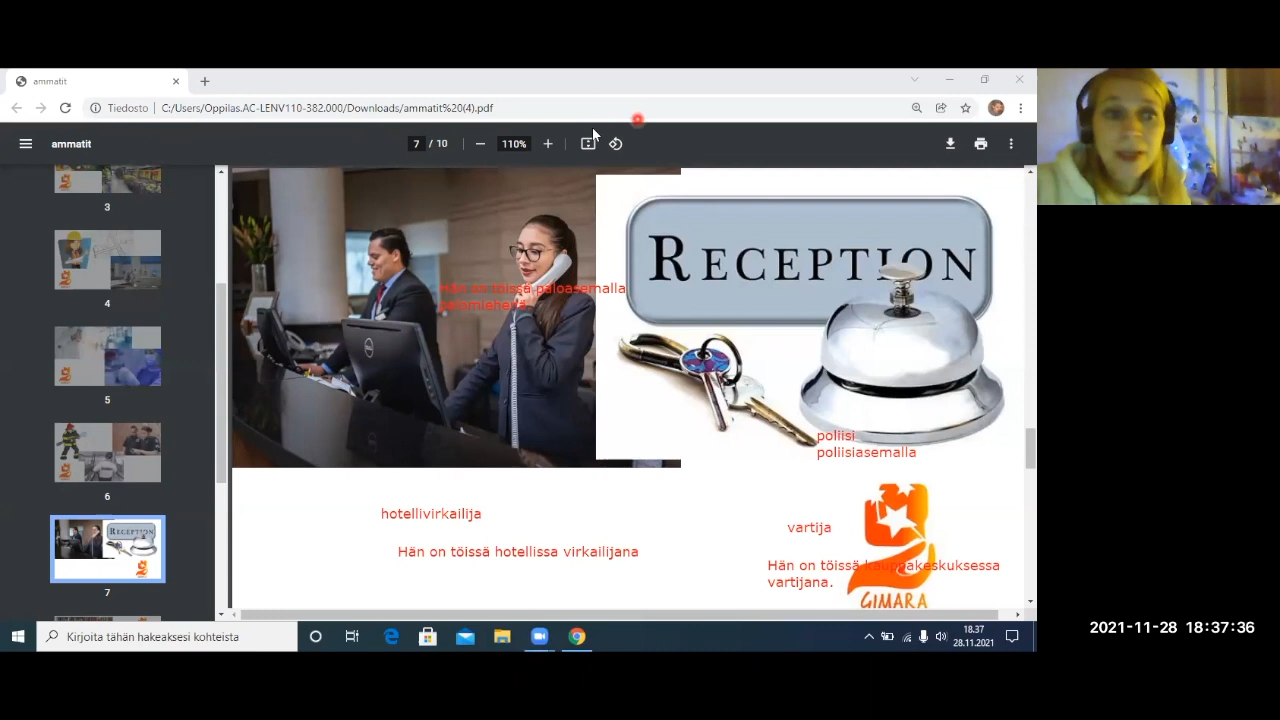 ammatit
Tiedosto
C:/Users/Oppilas.AC-LENV110-382.000/Downloads/ammatit%20(4).pdf
ammatit
7 / 10
110%
3
4
5
6
7
RECEPTION
RECEPTION
Hän on töissä paloasemalla
palomiehenä
poliisi
poliisiasemalla
hotellivirkailija
Hän on töissä hotellissa virkailijana
vartija
Hän on töissä kauppakeskuksessa
vartijana.
GIMARA
Kirjoita tähän hakeaksesi kohteista
18.37
28.11.2021
2021-11-28 18:37:36